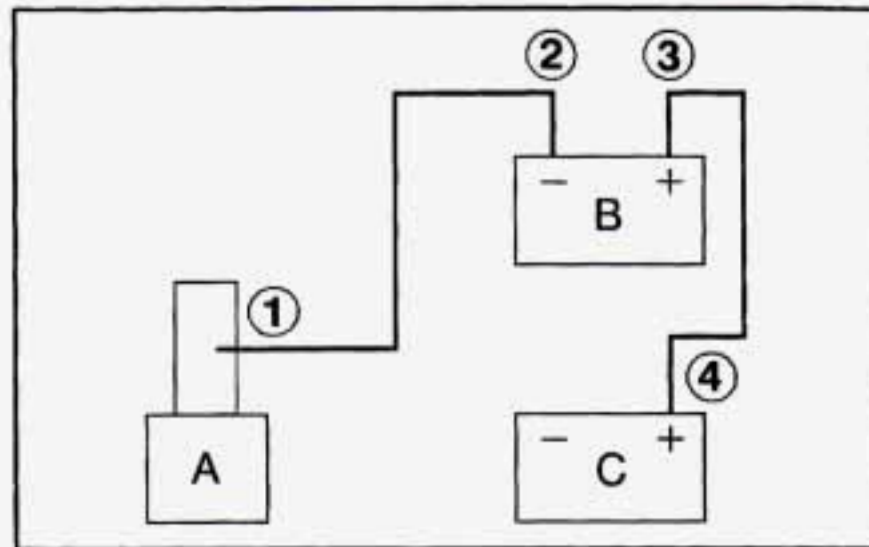 ② ③
− +
B
①
④
− +
A C